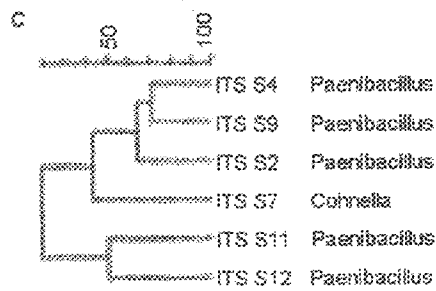 C
50 100
ITS S4 Paenibacillus
ITS S9 Paenibacillus
ITS S2 Paenibacillus
ITS S7 Cohnella
ITS S11 Paenibacillus
ITS S12 Paenibacillus